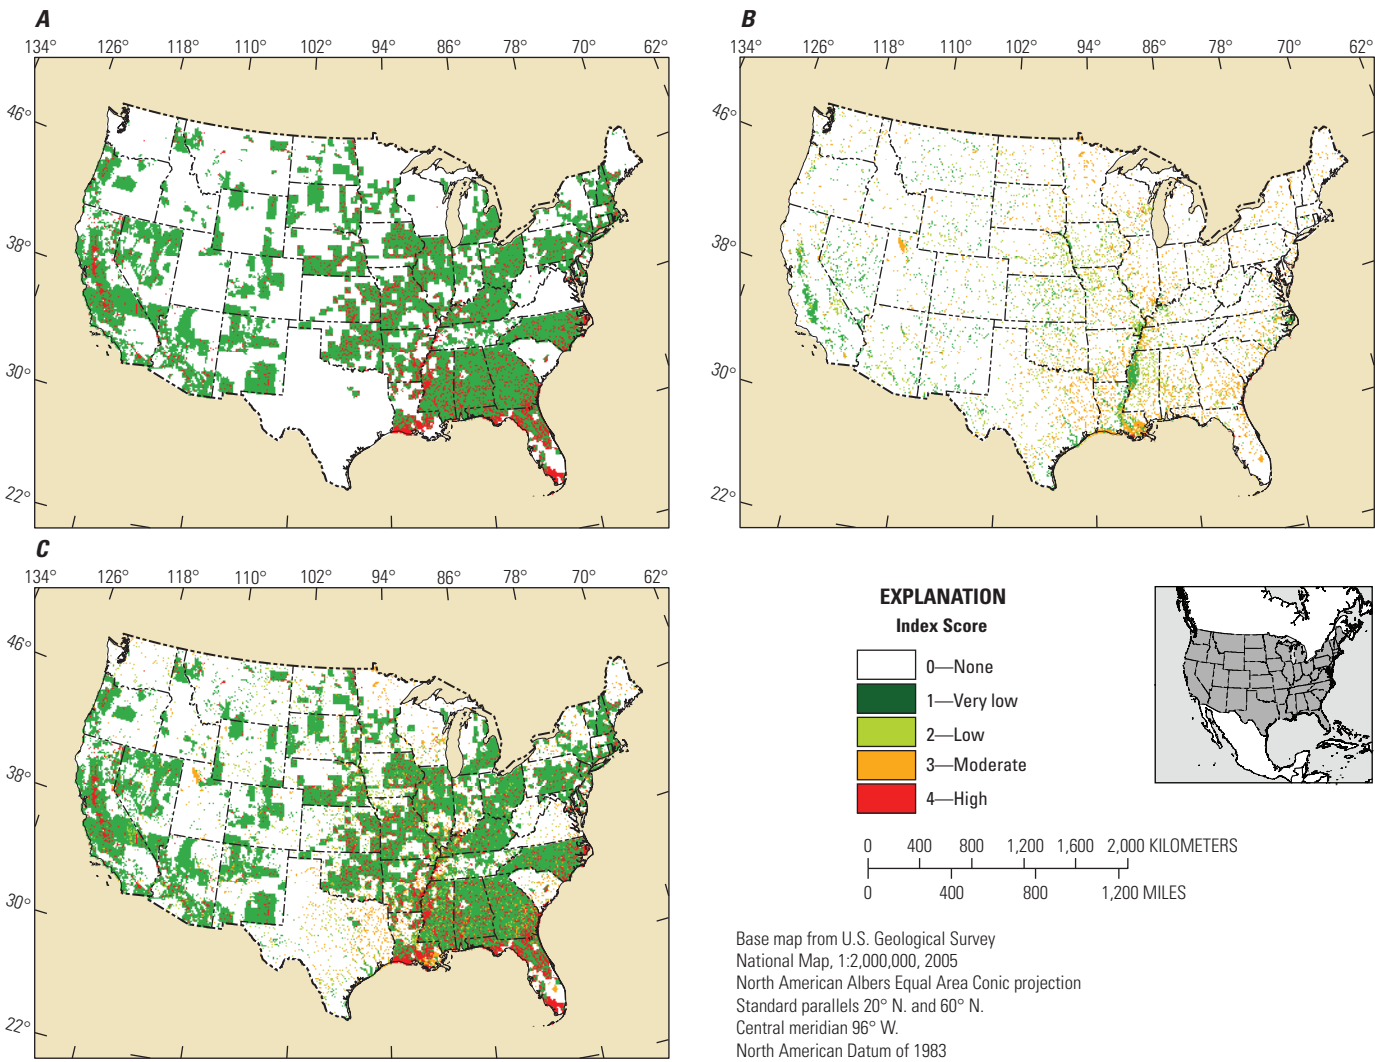 A
134° 126° 118° 110° 102° 94° 86° 78° 70° 62°
46°
38°
30°
22°
B
134° 126° 118° 110° 102° 94° 86° 78° 70° 62°
46°
38°
30°
22°
C
134° 126° 118° 110° 102° 94° 86° 78° 70° 62°
46°
38°
30°
22°
EXPLANATION
Index Score
0—None
1—Very low
2—Low
3—Moderate
4—High
0 400 800 1,200 1,600 2,000 KILOMETERS
0 400 800 1,200 MILES
Base map from U.S. Geological Survey
National Map, 1:2,000,000, 2005
North American Albers Equal Area Conic projection
Standard parallels 20° N. and 60° N.
Central meridian 96° W.
North American Datum of 1983